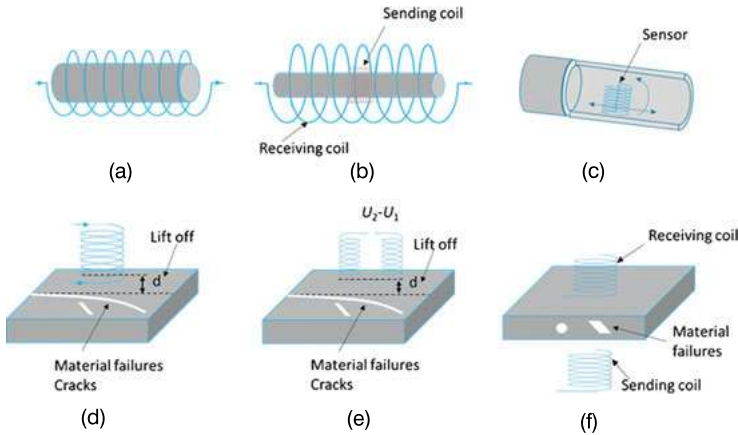 Sending coil
Receiving coil
Sensor
(a)
(b)
(c)
Lift off
d
Material failures
Cracks
U2-U1
Lift off
d
Material failures
Cracks
Receiving coil
Material
failures
Sending coil
(d)
(e)
(f)